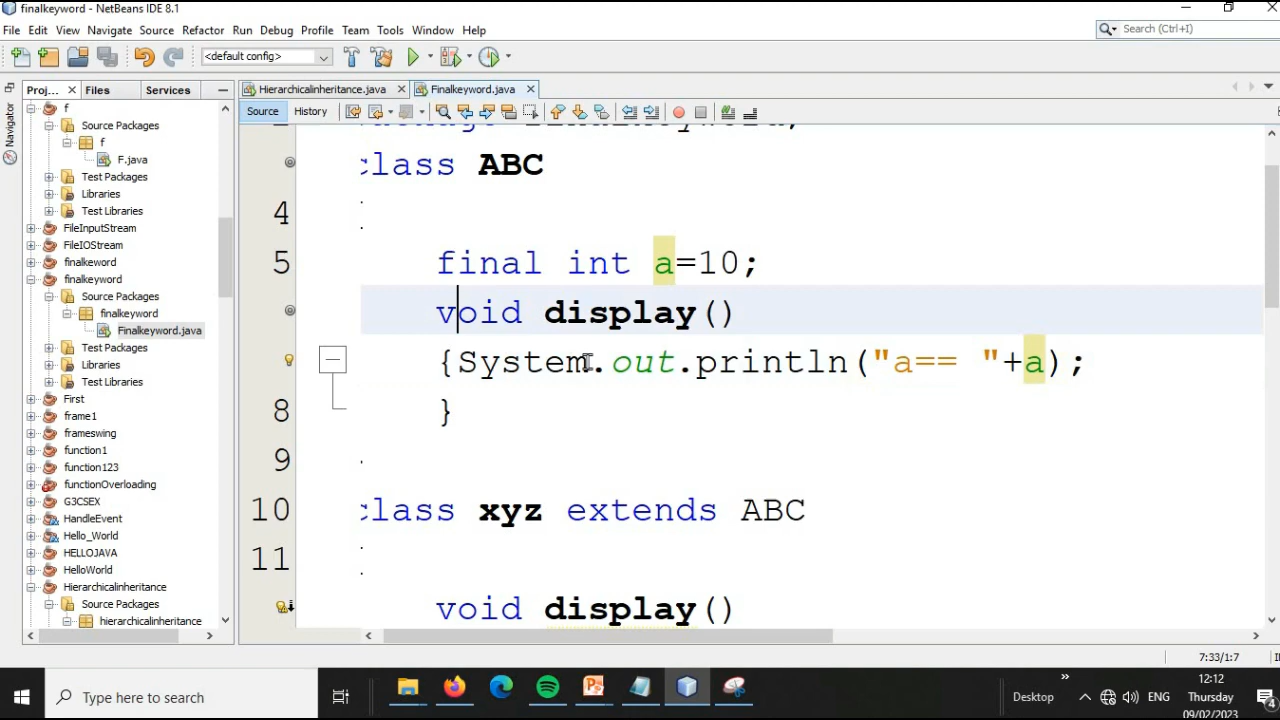 finalkeyword - NetBeans IDE 8.1
File Edit View Navigate Source Refactor Run Debug Profile Team Tools Window Help
Search (Ctrl+I)
<default config>
Proj... Files Services
Navigator
HierarchicalInheritance.java
Finalkeyword.java
Source History
f
Source Packages
f
F.java
Test Packages
Libraries
Test Libraries
FileInputStream
FileIOStream
finalkeword
finalkeyword
Source Packages
finalkeyword
Finalkeyword.java
Test Packages
Libraries
Test Libraries
First
frame1
frameswing
function1
function123
functionOverloading
G3CSEX
HandleEvent
Hello_World
HELLOJAVA
HelloWorld
Hierarchicalinheritance
Source Packages
hierarchicalinheritance
class ABC
4
5 final int a=10;
void display()
{System.out.println("a== "+a);
8 }
9
10 class xyz extends ABC
11
void display()
7:33/1:7
Type here to search
Desktop
ENG
12:12
Thursday
09/02/2023
4